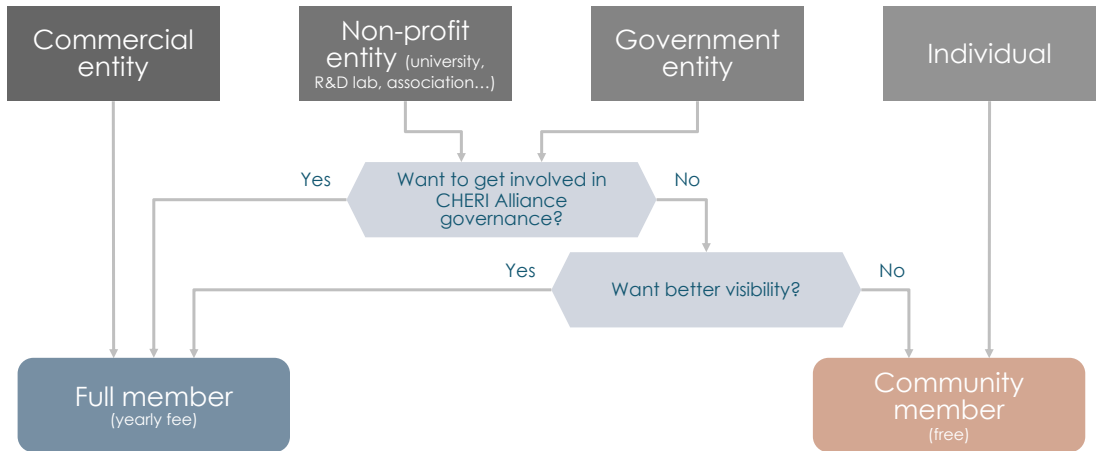 Commercial
entity
Non-profit
entity (university,
R&D lab, association...)
Government
entity
Individual
Yes
Want to get involved in
CHERI Alliance
governance?
No
Yes
Want better visibility?
No
Full member
(yearly fee)
Community
member
(free)